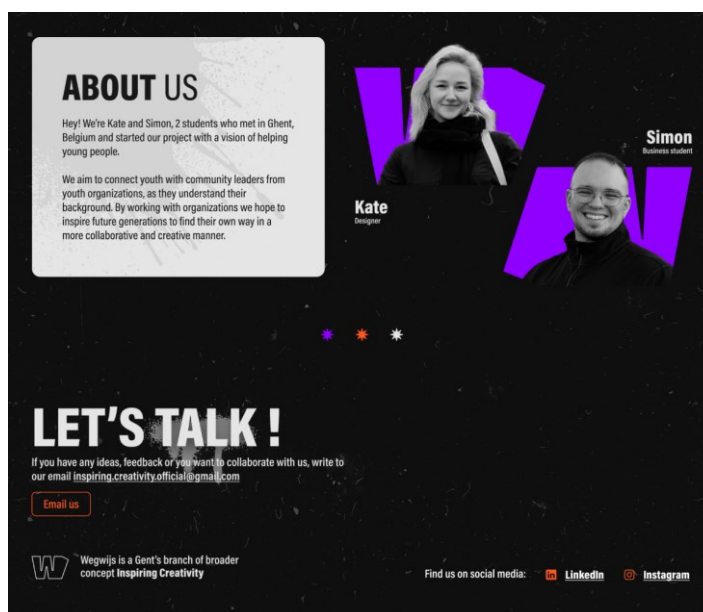 ABOUT US
Hey! We're Kate and Simon, 2 students who met in Ghent,
Belgium and started our project with a vision of helping
young people.
We aim to connect youth with community leaders from
youth organizations, as they understand their
background. By working with organizations we hope to
inspire future generations to find their own way in a
more collaborative and creative manner.
Kate
Designer
Simon
Business student
LET'S TALK !
If you have any ideas, feedback or you want to collaborate with us, write to
our email inspiring.creativity.official@gmail.com
Email us
W
Wegwijs is a Gent's branch of broader
concept Inspiring Creativity
Find us on social media:
in
LinkedIn
Instagram